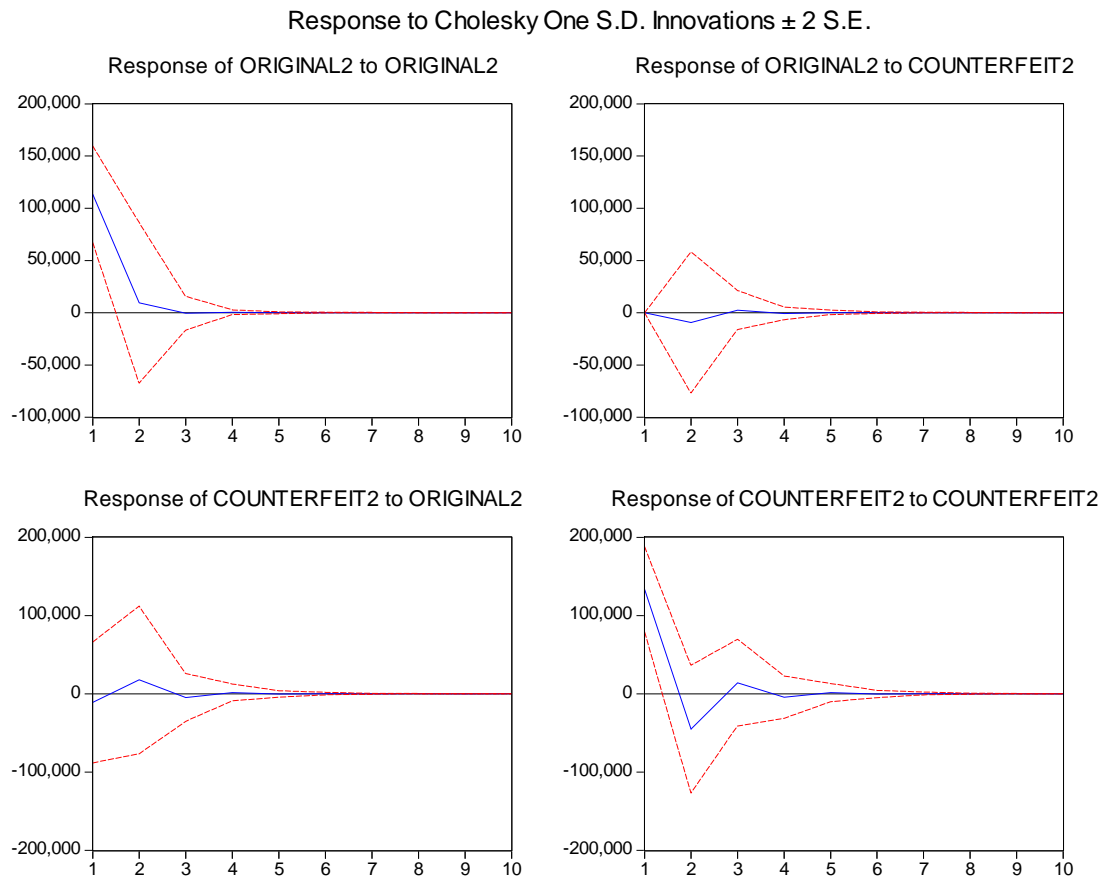 Response to Cholesky One S.D. Innovations ± 2 S.E.
Response of ORIGINAL2 to ORIGINAL2
200,000
150,000
100,000
50,000
0
-50,000
-100,000
1 2 3 4 5 6 7 8 9 10
Response of ORIGINAL2 to COUNTERFEIT2
200,000
150,000
100,000
50,000
0
-50,000
-100,000
1 2 3 4 5 6 7 8 9 10
Response of COUNTERFEIT2 to ORIGINAL2
200,000
100,000
0
-100,000
-200,000
1 2 3 4 5 6 7 8 9 10
Response of COUNTERFEIT2 to COUNTERFEIT2
200,000
100,000
0
-100,000
-200,000
1 2 3 4 5 6 7 8 9 10